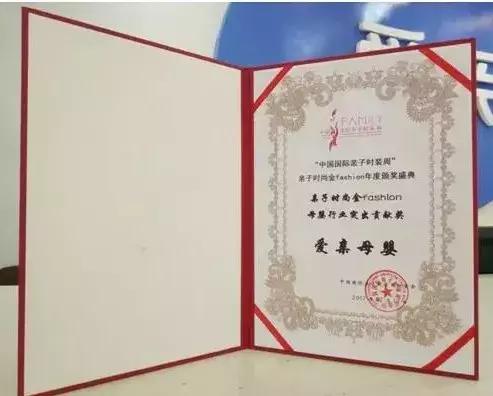 FAMILY
"中国国际亲子时装周"
亲子时尚金fashion年度颁奖盛典
亲子时尚金fashion
母婴行业突出贡献奖
爱亲母婴